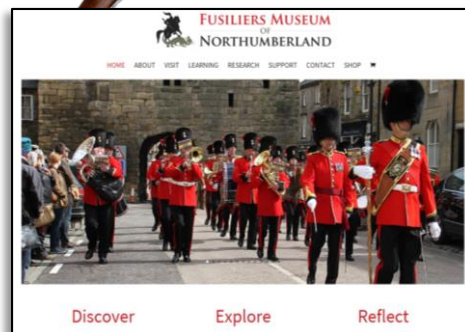 FUSILIERS MUSEUM
OF
NORTHUMBERLAND
HOME ABOUT VISIT LEARNING RESEARCH SUPPORT CONTACT SHOP
Discover Explore Reflect